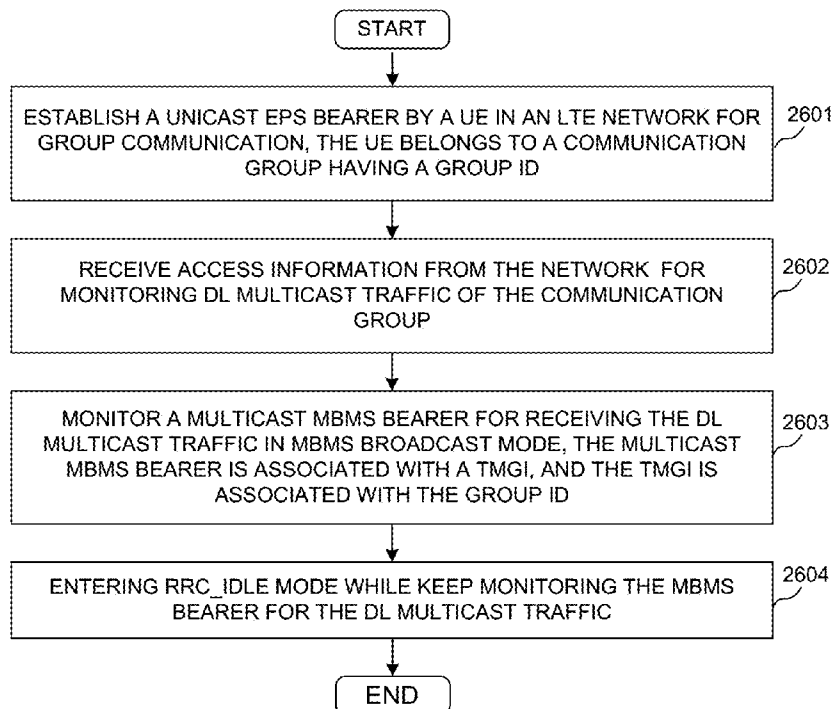 START
ESTABLISH A UNICAST EPS BEARER BY A UE IN AN LTE NETWORK FOR
GROUP COMMUNICATION, THE UE BELONGS TO A COMMUNICATION
GROUP HAVING A GROUP ID
2601
RECEIVE ACCESS INFORMATION FROM THE NETWORK FOR
MONITORING DL MULTICAST TRAFFIC OF THE COMMUNICATION
GROUP
2602
MONITOR A MULTICAST MBMS BEARER FOR RECEIVING THE DL
MULTICAST TRAFFIC IN MBMS BROADCAST MODE, THE MULTICAST
MBMS BEARER IS ASSOCIATED WITH A TMGI, AND THE TMGI IS
ASSOCIATED WITH THE GROUP ID
2603
ENTERING RRC_IDLE MODE WHILE KEEP MONITORING THE MBMS
BEARER FOR THE DL MULTICAST TRAFFIC
2604
END